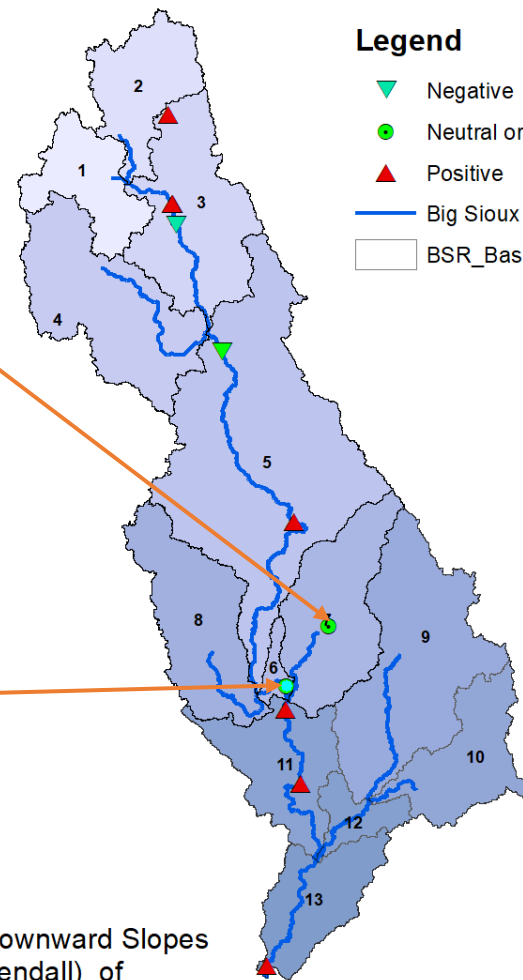 Legend
Negative
Neutral or
Positive
Big Sioux
BSR_Bas
2
1
3
4
5
8
9
6
10
11
12
13
ownward Slopes
endall) of